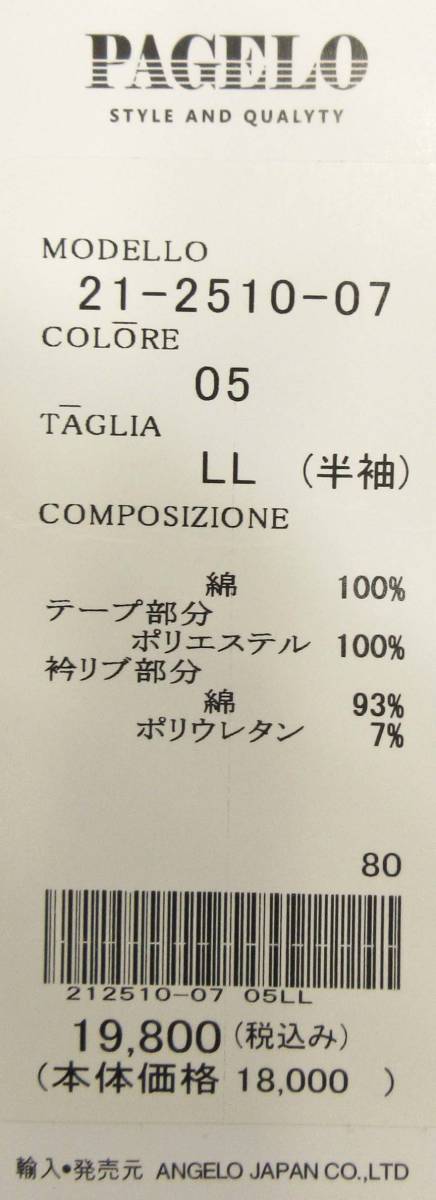 PAGELO
STYLE AND QUALYTY
MODELLO
21-2510-07
COLORE
05
TAGLIA
LL (半袖)
COMPOSIZIONE
綿 100%
テープ部分
ポリエステル 100%
衿リブ部分
綿 93%
ポリウレタン 7%
80
212510-07 05LL
19,800 (税込み)
(本体価格 18,000 )
輸入•発売元 ANGELO JAPAN CO.,LTD